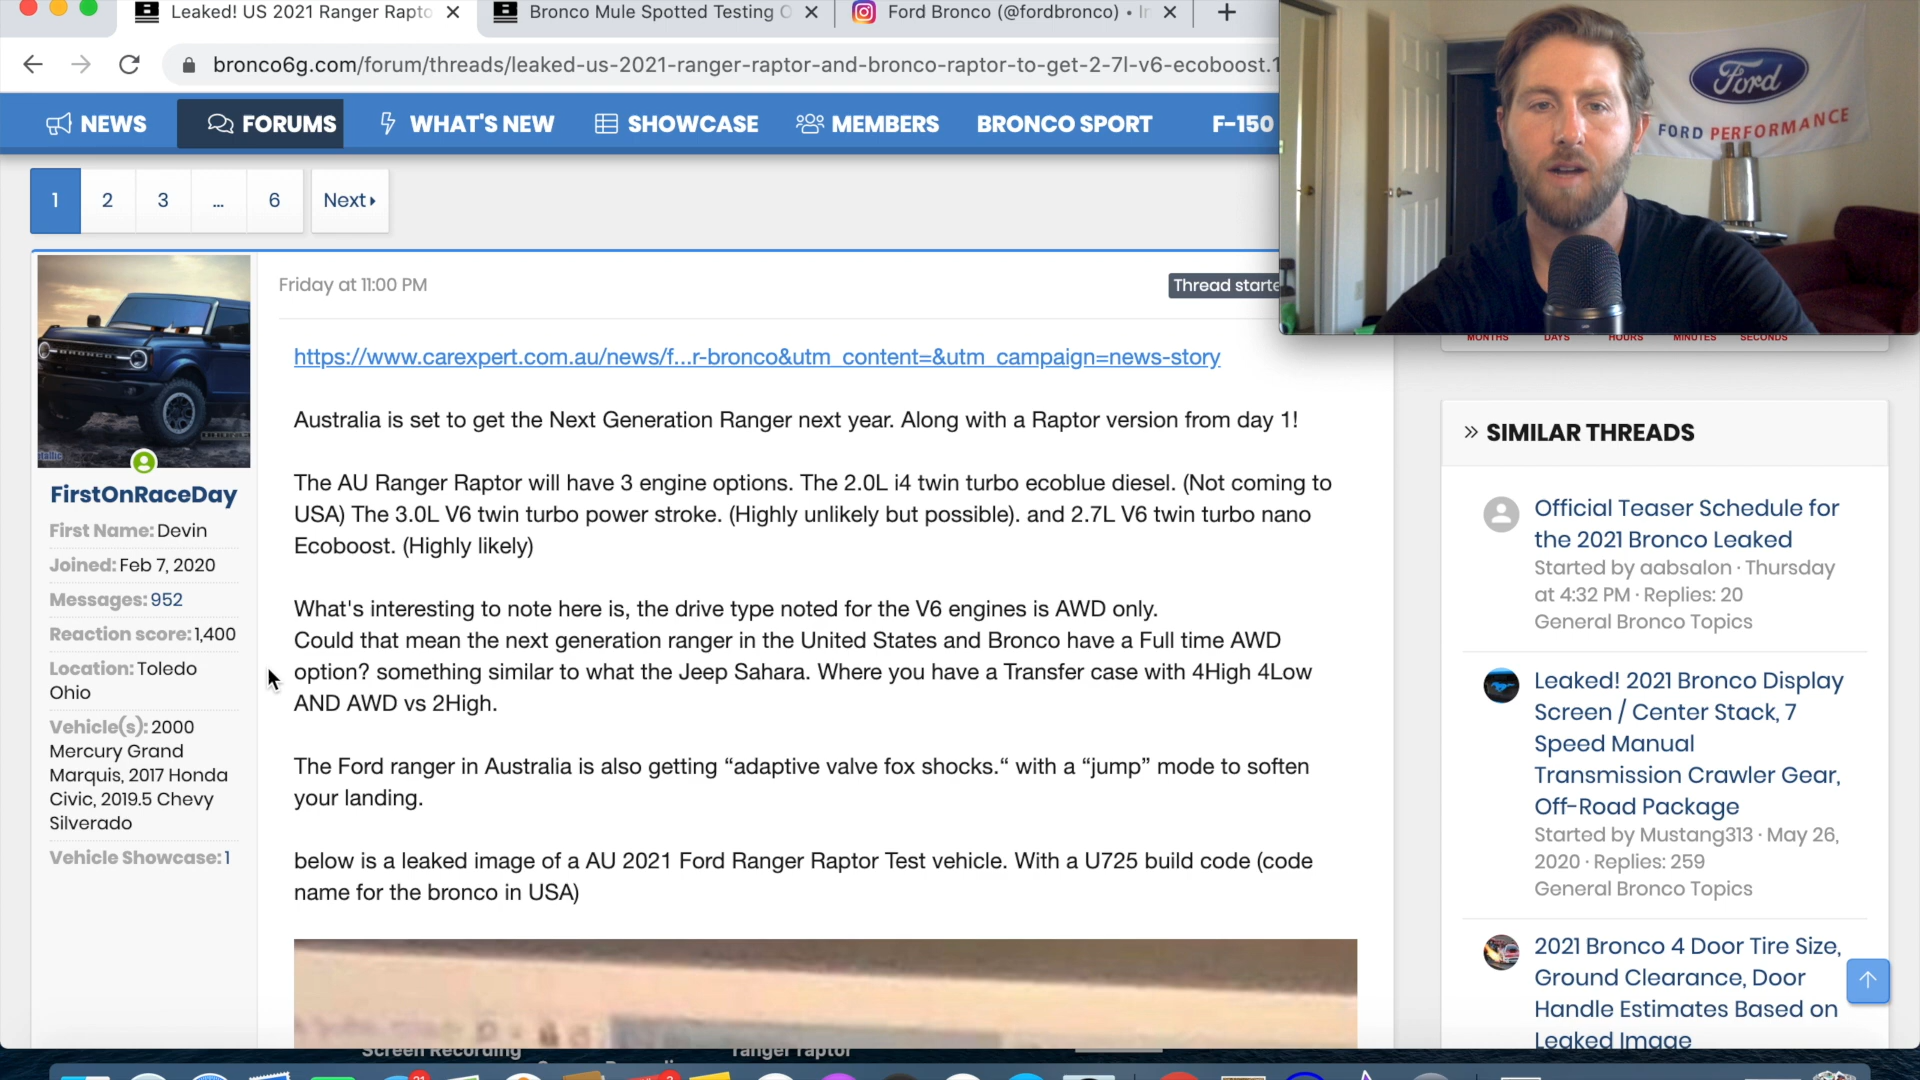 Leaked! US 2021 Ranger Rapto
Bronco Mule Spotted Testing
Ford Bronco (@fordbronco) •
bronco6g.com/forum/threads/leaked-us-2021-ranger-raptor-and-bronco-raptor-to-get-2-7l-v6-ecoboost.1
NEWS
FORUMS
WHAT'S NEW
SHOWCASE
MEMBERS
BRONCO SPORT
F-150
Ford
FORD PERFORMANCE
1 2 3 ... 6 Next
MONTHS DAYS HOURS MINUTES SECONDS
BRONCO
FirstOnRaceDay
First Name: Devin
Joined: Feb 7, 2020
Messages: 952
Reaction score: 1,400
Location: Toledo
Ohio
Vehicle(s): 2000
Mercury Grand
Marquis, 2017 Honda
Civic, 2019.5 Chevy
Silverado
Vehicle Showcase: 1
Friday at 11:00 PM
Thread starte
https://www.carexpert.com.au/news/f...r-bronco&utm_content=&utm_campaign=news-story
Australia is set to get the Next Generation Ranger next year. Along with a Raptor version from day 1!
The AU Ranger Raptor will have 3 engine options. The 2.0L i4 twin turbo ecoblue diesel. (Not coming to
USA) The 3.0L V6 twin turbo power stroke. (Highly unlikely but possible). and 2.7L V6 twin turbo nano
Ecoboost. (Highly likely)
What's interesting to note here is, the drive type noted for the V6 engines is AWD only.
Could that mean the next generation ranger in the United States and Bronco have a Full time AWD
option? something similar to what the Jeep Sahara. Where you have a Transfer case with 4High 4Low
AND AWD vs 2High.
The Ford ranger in Australia is also getting “adaptive valve fox shocks.“ with a “jump” mode to soften
your landing.
below is a leaked image of a AU 2021 Ford Ranger Raptor Test vehicle. With a U725 build code (code
name for the bronco in USA)
SIMILAR THREADS
Official Teaser Schedule for
the 2021 Bronco Leaked
Started by aabsalon · Thursday
at 4:32 PM · Replies: 20
General Bronco Topics
Leaked! 2021 Bronco Display
Screen / Center Stack, 7
Speed Manual
Transmission Crawler Gear,
Off-Road Package
Started by Mustang313 · May 26,
2020 · Replies: 259
General Bronco Topics
2021 Bronco 4 Door Tire Size,
Ground Clearance, Door
Handle Estimates Based on
Leaked Image
Screen Recording
ranger raptor